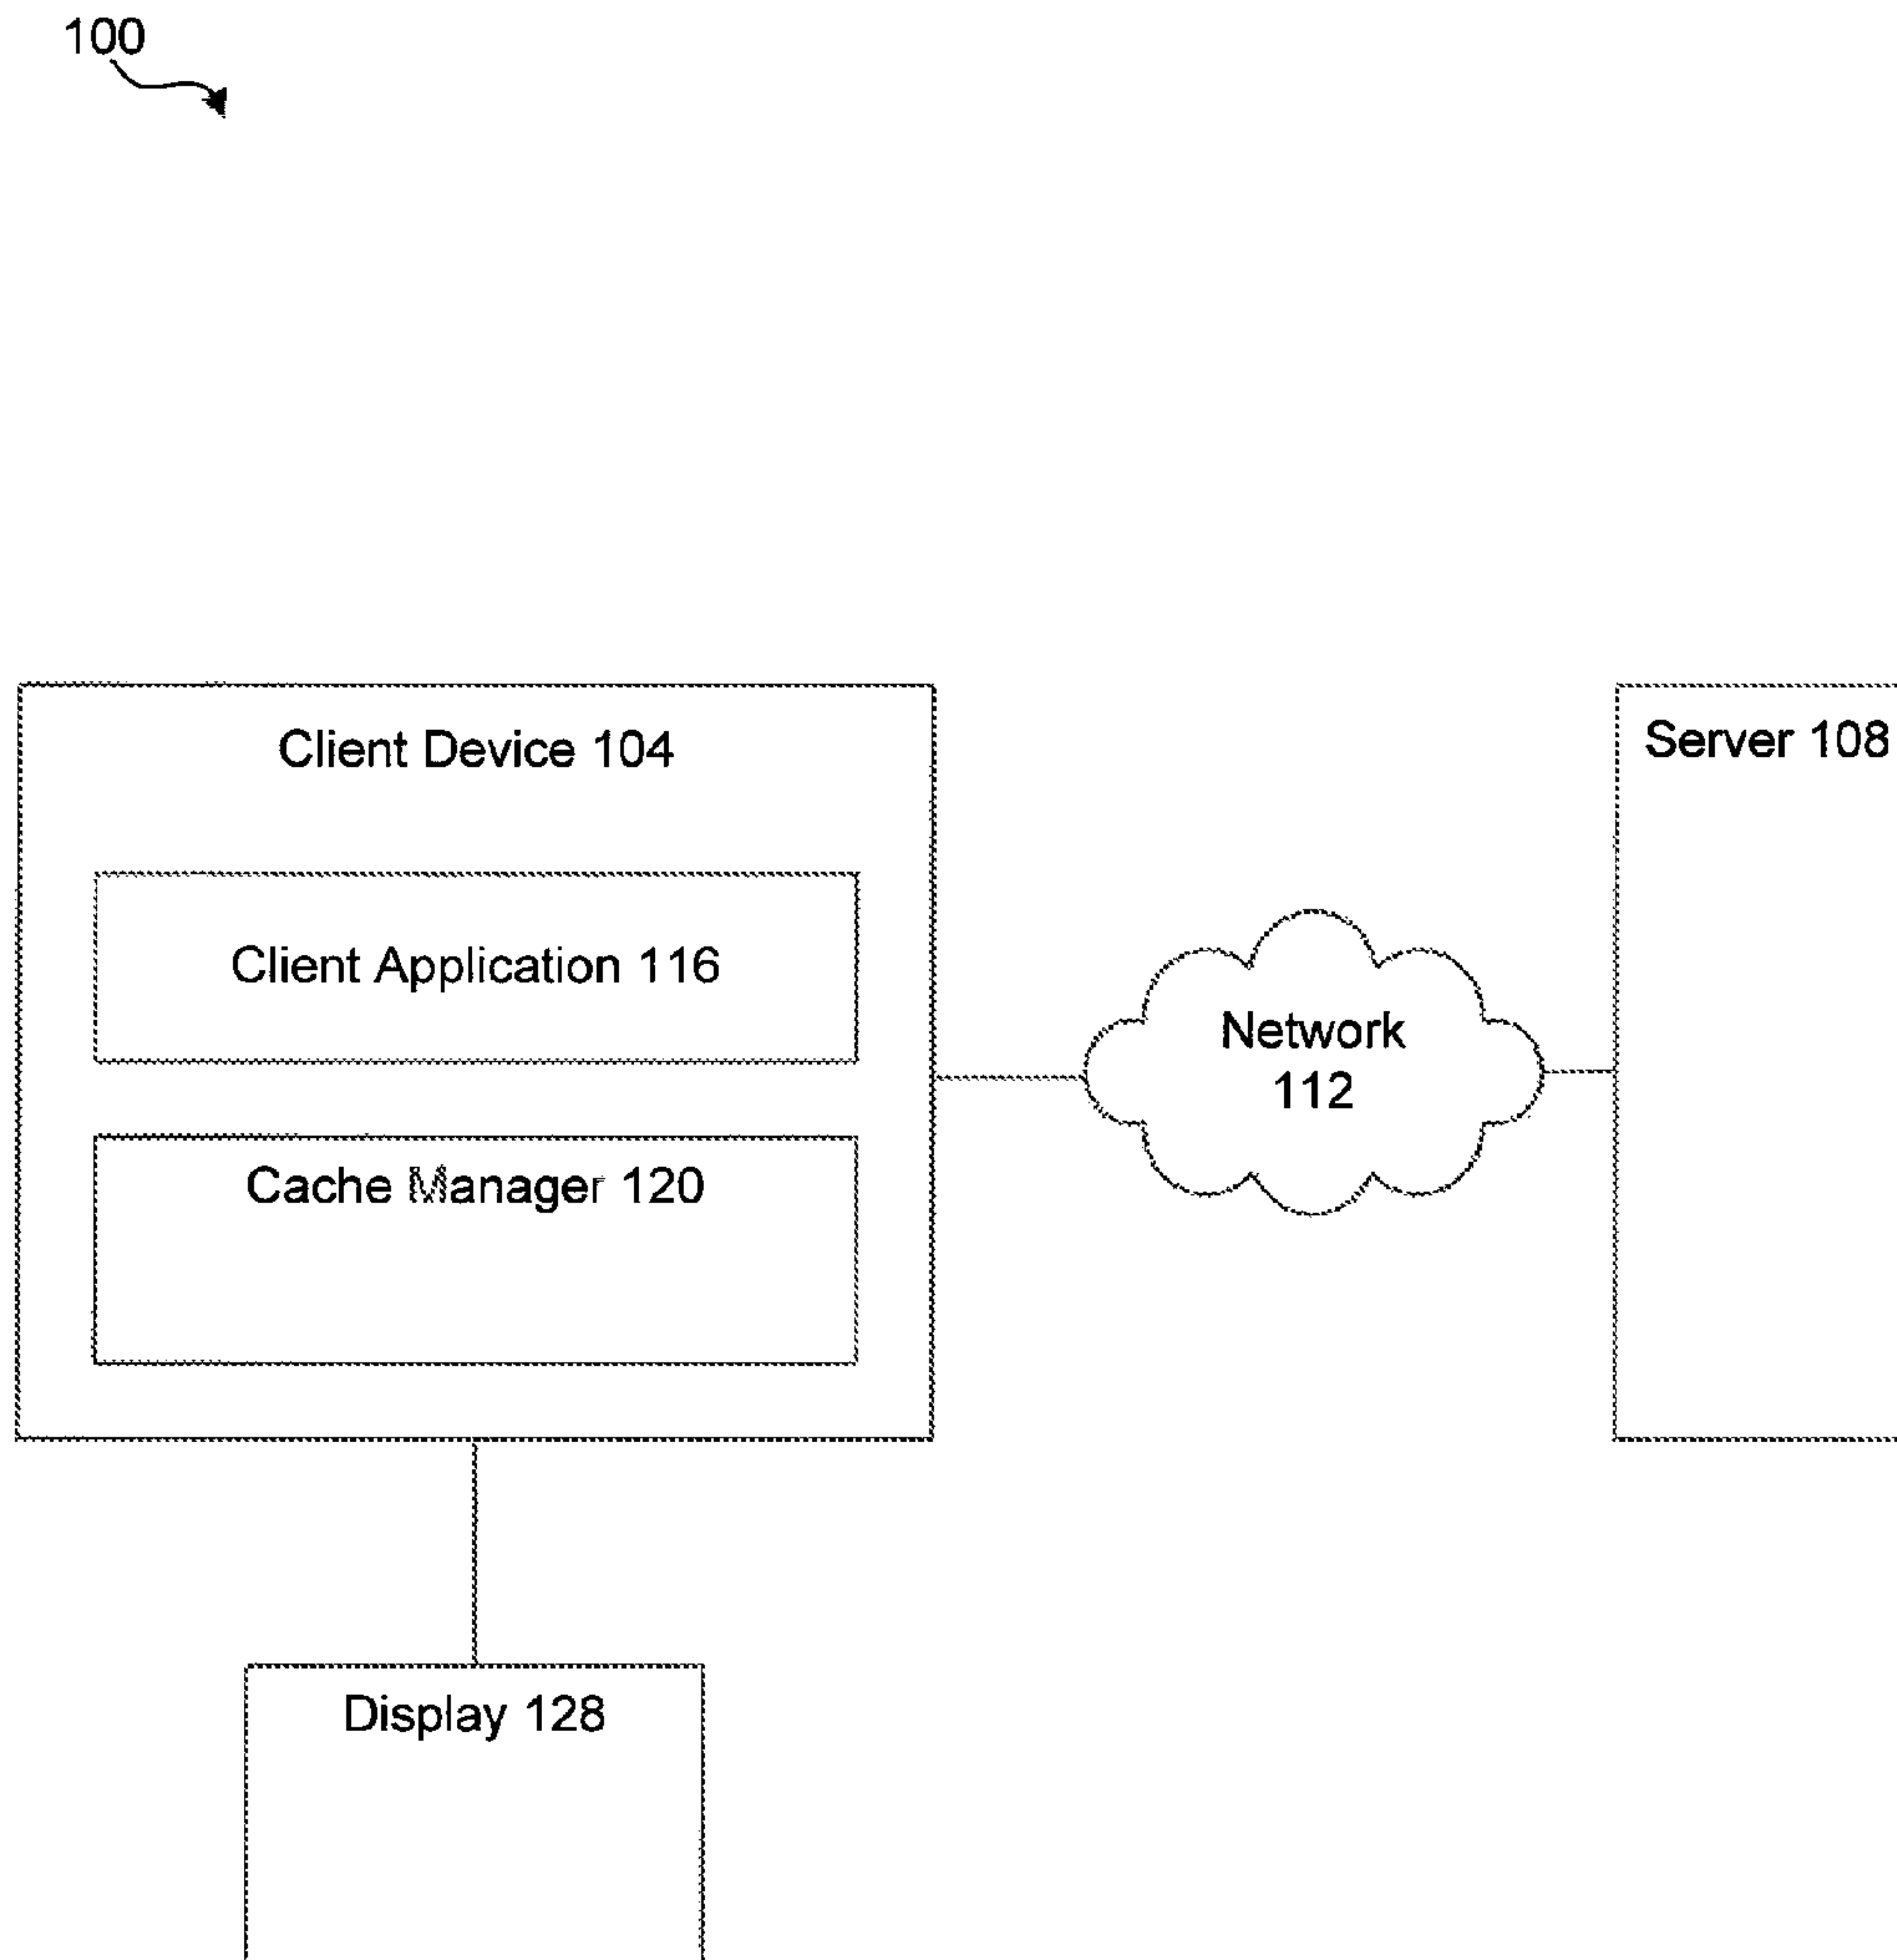 100
Client Device 104
Server 108
Client Application 116
Network
112
Cache Manager 120
Display 128